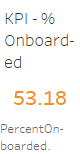 KPI - %
Onboard-
ed
53.18
PercentOn-
boarded.